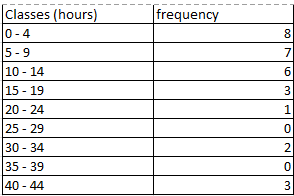 Classes (hours) frequency
0 - 4 8
5 - 9 7
10 - 14 6
15 - 19 3
20 - 24 1
25 - 29 0
30 - 34 2
35 - 39 0
40 - 44 3